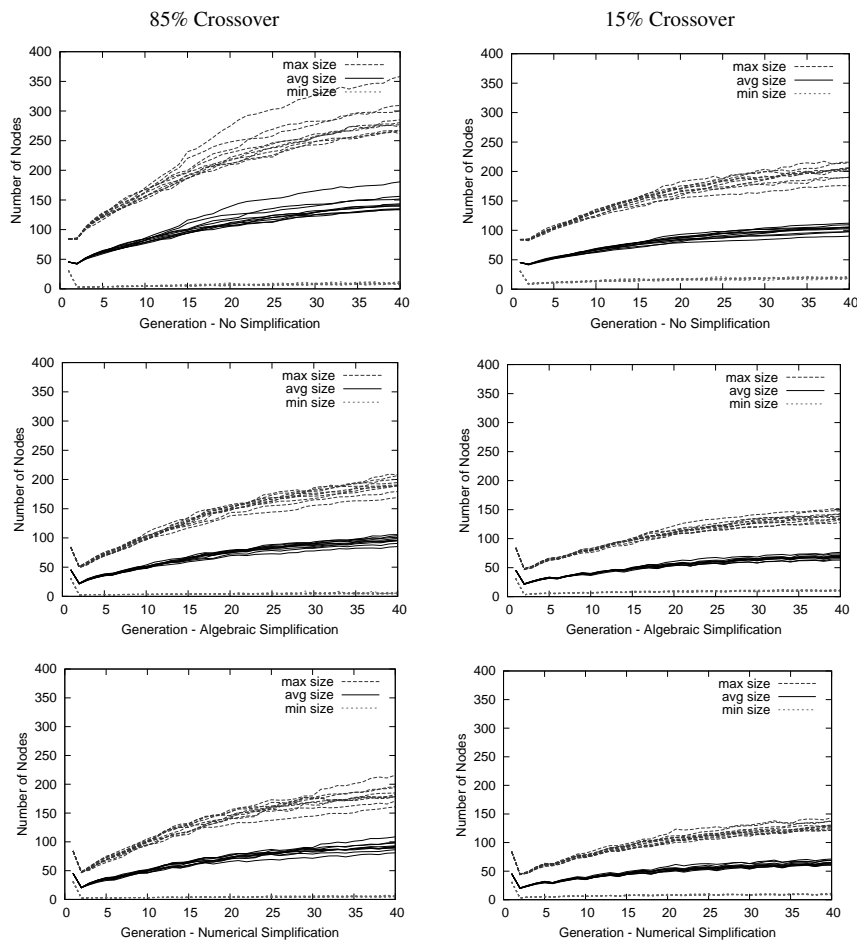 85% Crossover
15% Crossover
400
350
300
250
200
150
100
50
0
Number of Nodes
max size
avg size
min size
0 5 10 15 20 25 30 35 40
Generation - No Simplification
400
350
300
250
200
150
100
50
0
Number of Nodes
max size
avg size
min size
0 5 10 15 20 25 30 35 40
Generation - No Simplification
400
350
300
250
200
150
100
50
0
Number of Nodes
max size
avg size
min size
0 5 10 15 20 25 30 35 40
Generation - Algebraic Simplification
400
350
300
250
200
150
100
50
0
Number of Nodes
max size
avg size
min size
0 5 10 15 20 25 30 35 40
Generation - Algebraic Simplification
400
350
300
250
200
150
100
50
0
Number of Nodes
max size
avg size
min size
0 5 10 15 20 25 30 35 40
Generation - Numerical Simplification
400
350
300
250
200
150
100
50
0
Number of Nodes
max size
avg size
min size
0 5 10 15 20 25 30 35 40
Generation - Numerical Simplification